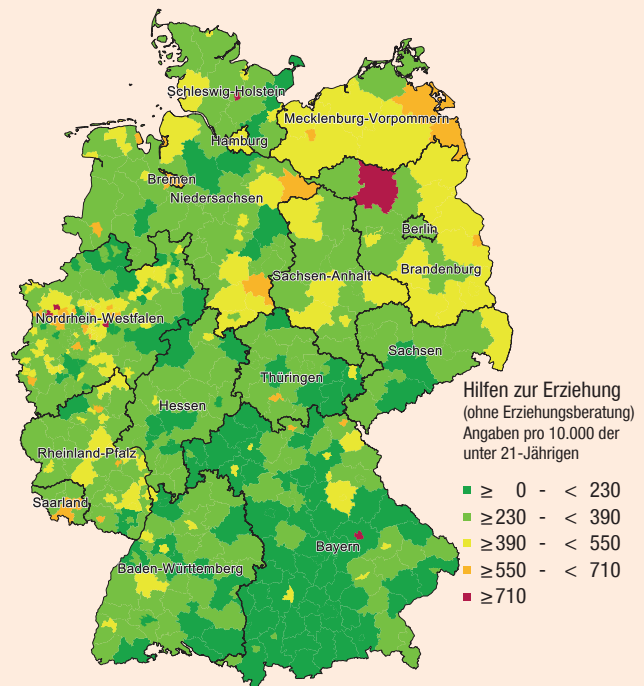 Schleswig-Holstein
Mecklenburg-Vorpommern
Hamburg
Bremen
Niedersachsen
Berlin
Brandenburg
Sachsen-Anhalt
Nordrhein-Westfalen
Sachsen
Thüringen
Hessen
Rheinland-Pfalz
Saarland
Bayern
Baden-Württemberg
Hilfen zur Erziehung
(ohne Erziehungsberatung)
Angaben pro 10.000 der
unter 21-Jährigen
≥ 0 - < 230
≥230 - < 390
≥390 - < 550
≥550 - < 710
≥710